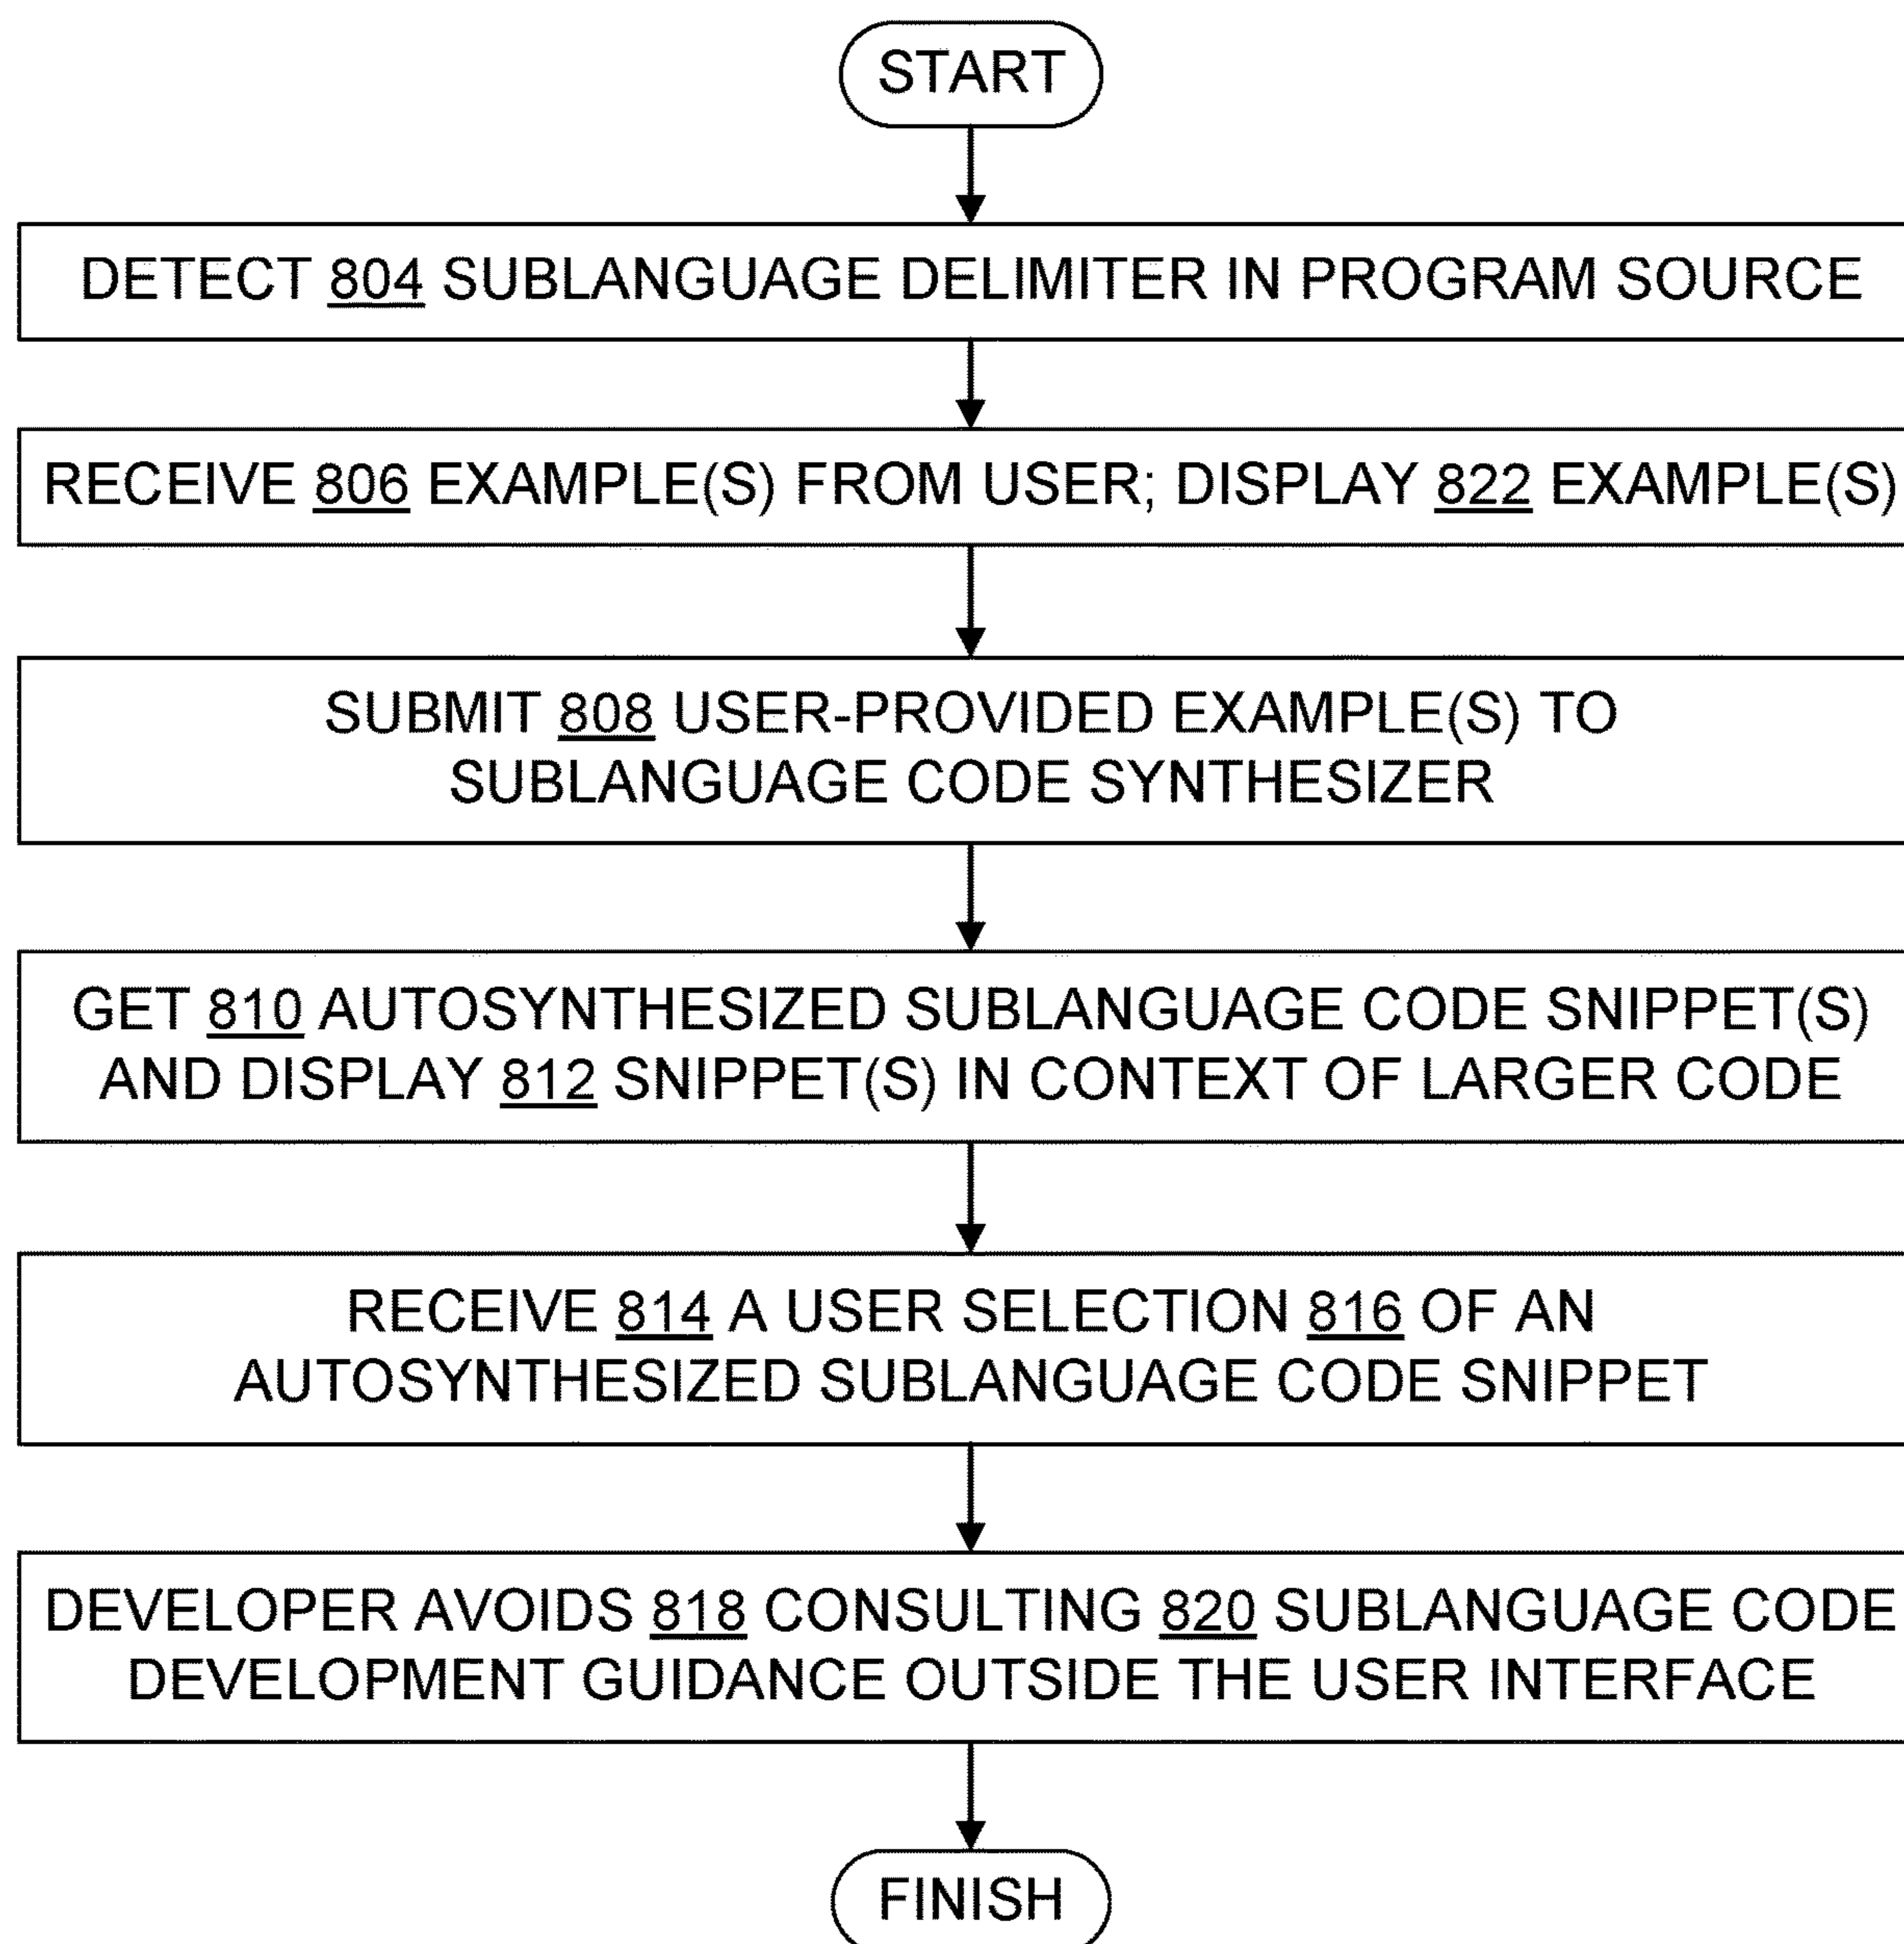 START
DETECT 804 SUBLANGUAGE DELIMITER IN PROGRAM SOURCE
RECEIVE 806 EXAMPLE(S) FROM USER; DISPLAY 822 EXAMPLE(S)
SUBMIT 808 USER-PROVIDED EXAMPLE(S) TO
SUBLANGUAGE CODE SYNTHESIZER
GET 810 AUTOSYNTHESIZED SUBLANGUAGE CODE SNIPPET(S)
AND DISPLAY 812 SNIPPET(S) IN CONTEXT OF LARGER CODE
RECEIVE 814 A USER SELECTION 816 OF AN
AUTOSYNTHESIZED SUBLANGUAGE CODE SNIPPET
DEVELOPER AVOIDS 818 CONSULTING 820 SUBLANGUAGE CODE
DEVELOPMENT GUIDANCE OUTSIDE THE USER INTERFACE
FINISH